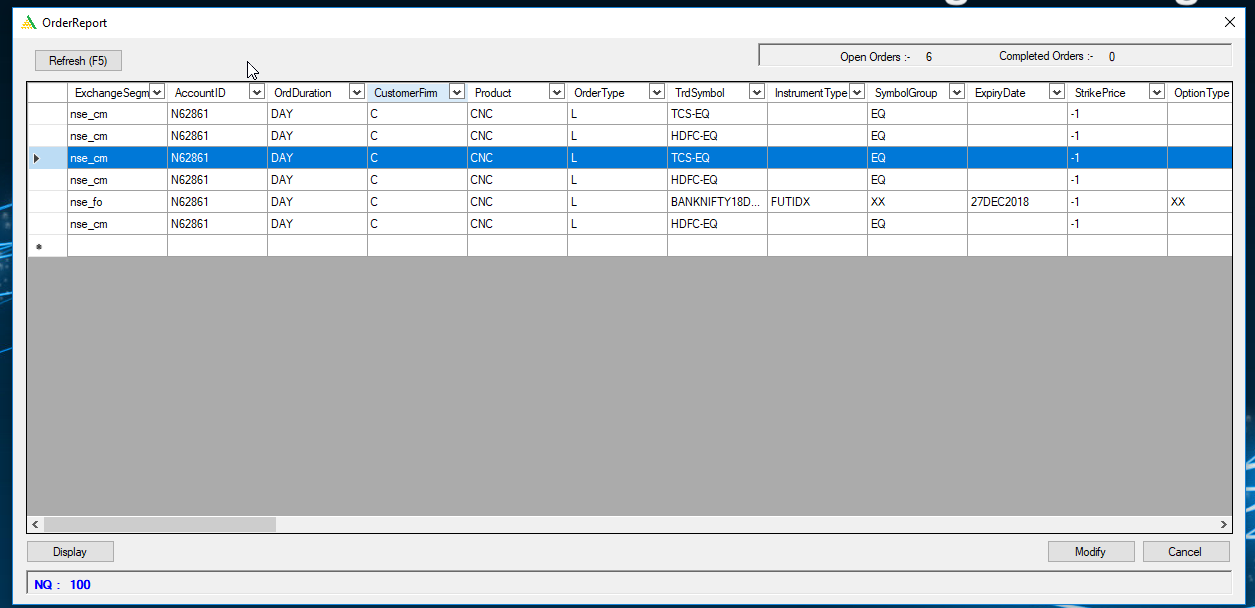 OrderReport
Refresh (F5)
Open Orders :- 6 Completed Orders :- 0
ExchangeSegm AccountID OrdDuration CustomerFirm Product OrderType TrdSymbol InstrumentType SymbolGroup ExpiryDate StrikePrice OptionType
nse_cm N62861 DAY C CNC L TCS-EQ EQ -1
nse_cm N62861 DAY C CNC L HDFC-EQ EQ -1
nse_cm N62861 DAY C CNC L TCS-EQ EQ -1
nse_cm N62861 DAY C CNC L HDFC-EQ EQ -1
nse_fo N62861 DAY C CNC L BANKNIFTY18D... FUTIDX XX 27DEC2018 -1 XX
nse_cm N62861 DAY C CNC L HDFC-EQ EQ -1
*
Display Modify Cancel
NQ : 100